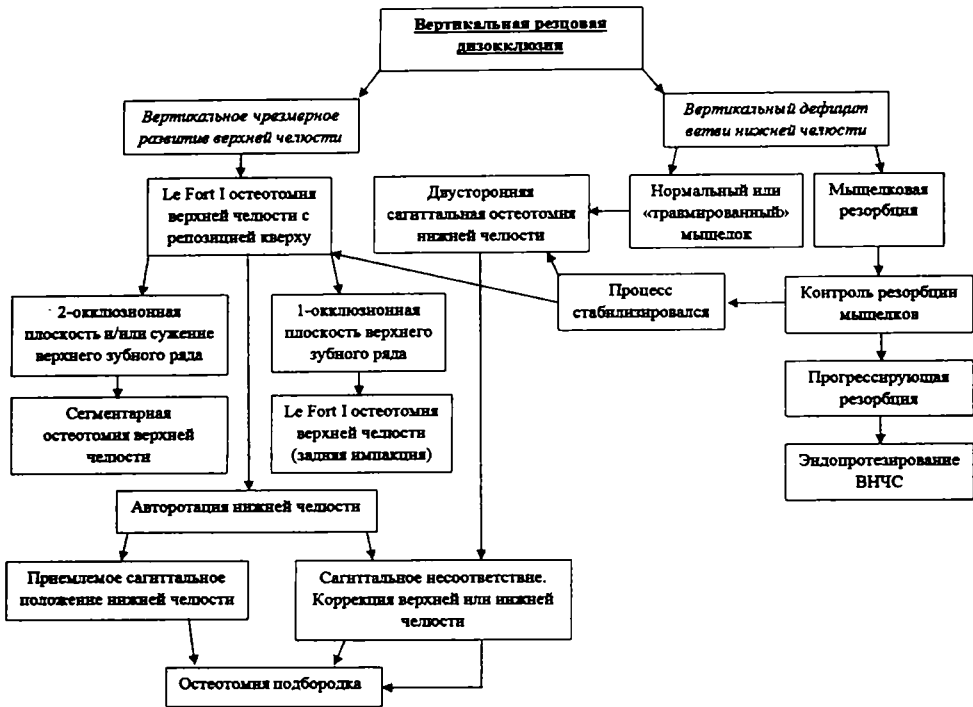 Вертикальная резцовая
дизокклюзия
Вертикальное чрезмерное
развитие верхней челюсти
Вертикальный дефицит
ветви нижней челюсти
Le Fort I остеотомия
верхней челюсти с
репозицией кверху
Двусторонняя
сагиттальная остеотомия
нижней челюсти
Нормальный или
«травмированный»
мыщелок
Мыщелковая
резорбция
2-окклюзионная
плоскость и/или сужение
верхнего зубного ряда
1-окклюзионная
плоскость верхнего
зубного ряда
Процесс
стабилизировался
Контроль резорбции
мыщелков
Сегментарная
остеотомия верхней
челюсти
Le Fort I остеотомия
верхней челюсти
(задняя импакция)
Прогрессирующая
резорбция
Эндопротезирование
ВНЧС
Авторотация нижней челюсти
Приемлемое сагиттальное
положение нижней челюсти
Сагиттальное несоответствие.
Коррекция верхней или нижней
челюсти
Остеотомия подбородка